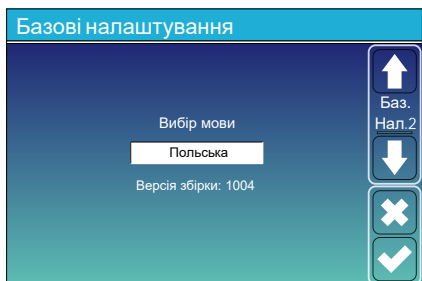 Базові налаштування
Баз.
Нал.2
Вибір мови
Польська
Версія збірки: 1004